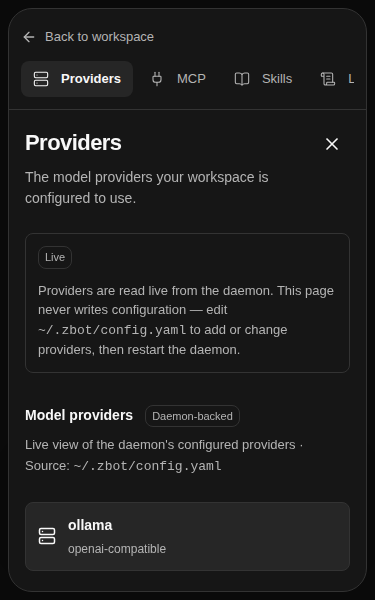 Back to workspace
Providers
MCP
Skills
L
Providers
The model providers your workspace is
configured to use.
Live
Providers are read live from the daemon. This page
never writes configuration — edit
~/.zbot/config.yaml to add or change
providers, then restart the daemon.
Model providers
Daemon-backed
Live view of the daemon's configured providers ·
Source: ~/.zbot/config.yaml
ollama
openai-compatible